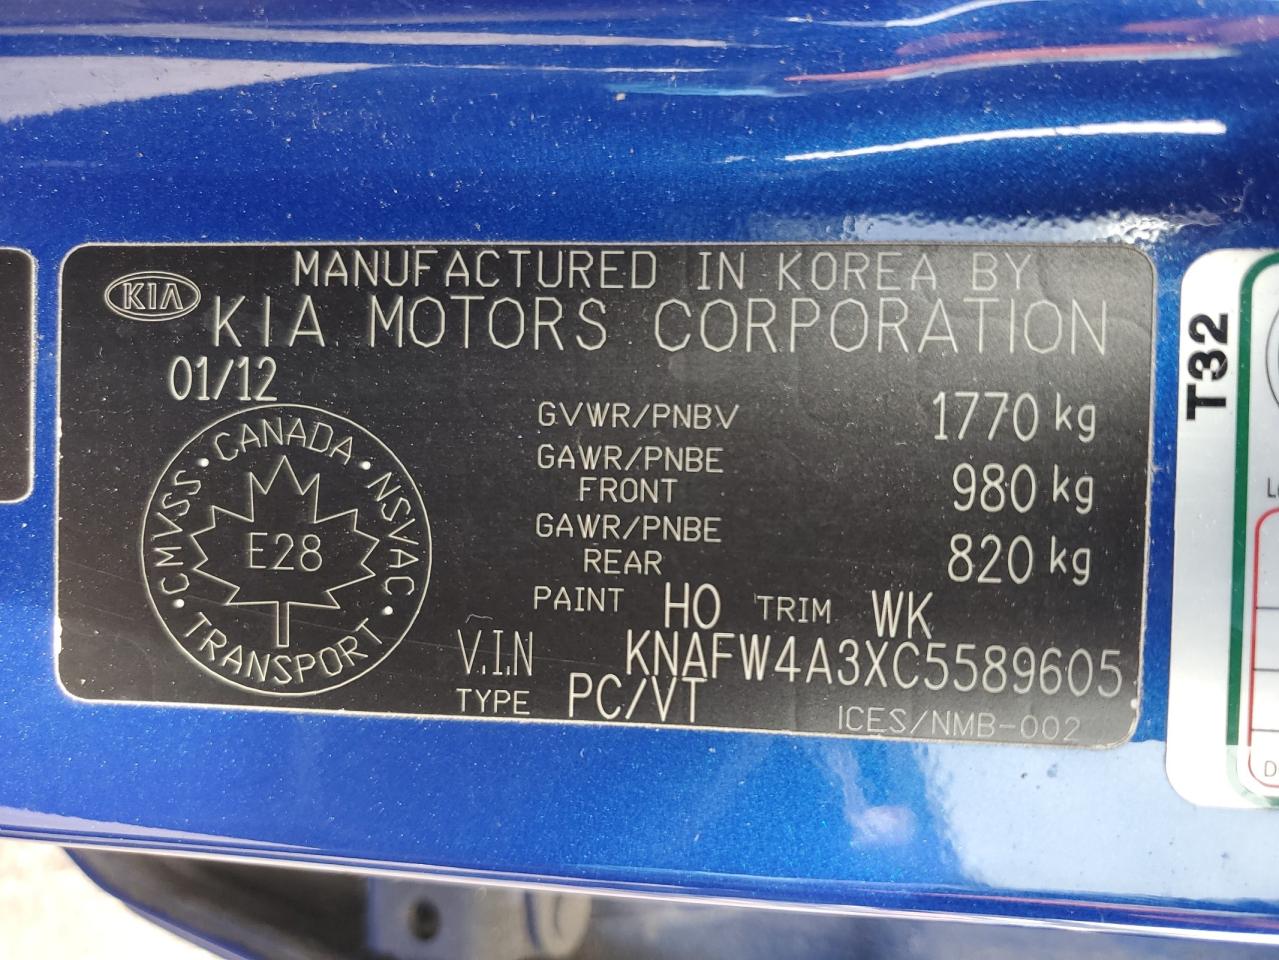 MANUFACTURED IN KOREA BY
KIA
KIA MOTORS CORPORATION
01/12
GVWR/PNBV 1770 kg
GAWR/PNBE FRONT 980 kg
GAWR/PNBE REAR 820 kg
CANADA · NSVAC · TRANSPORT · CMVSS ·
E28
PAINT HO TRIM WK
V.I.N KNAFW4A3XC5589605
TYPE PC/VT
ICES/NMB-002
T32